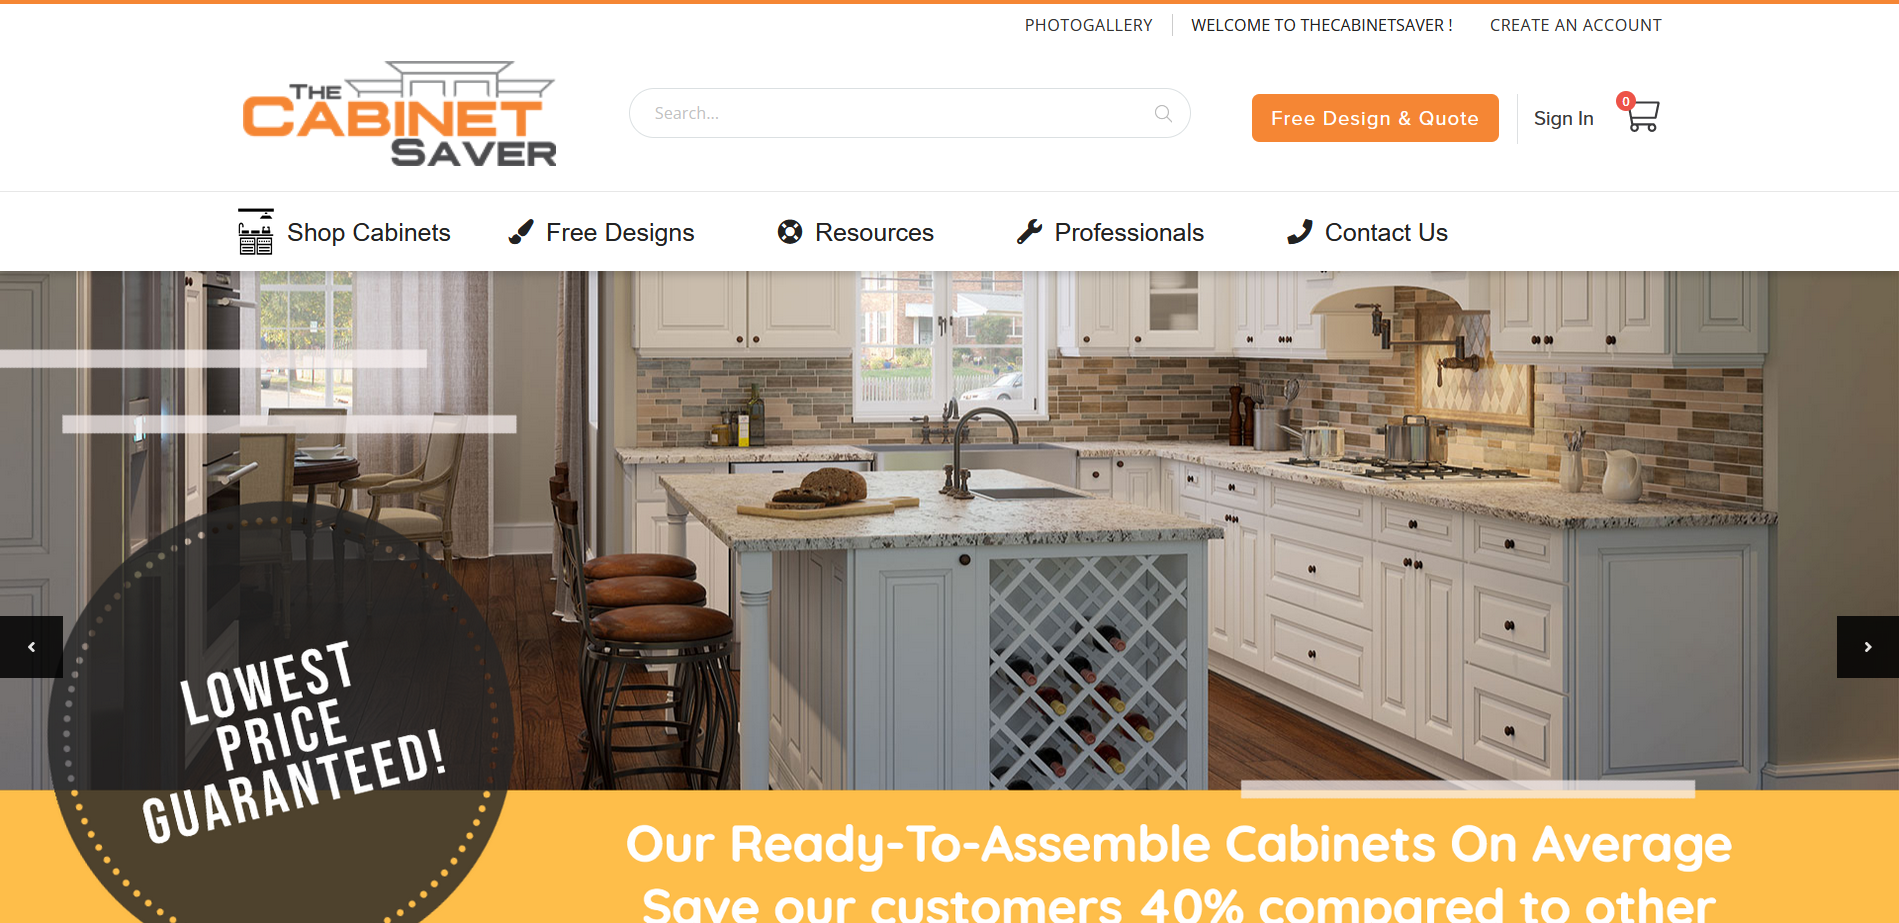 PHOTOGALLERY
WELCOME TO THECABINETSAVER !
CREATE AN ACCOUNT
THE
CABINET
SAVER
Search...
Free Design & Quote
Sign In
0
Shop Cabinets
Free Designs
Resources
Professionals
Contact Us
LOWEST
PRICE
GUARANTEED!
Our Ready-To-Assemble Cabinets On Average
Save our customers 40% compared to other